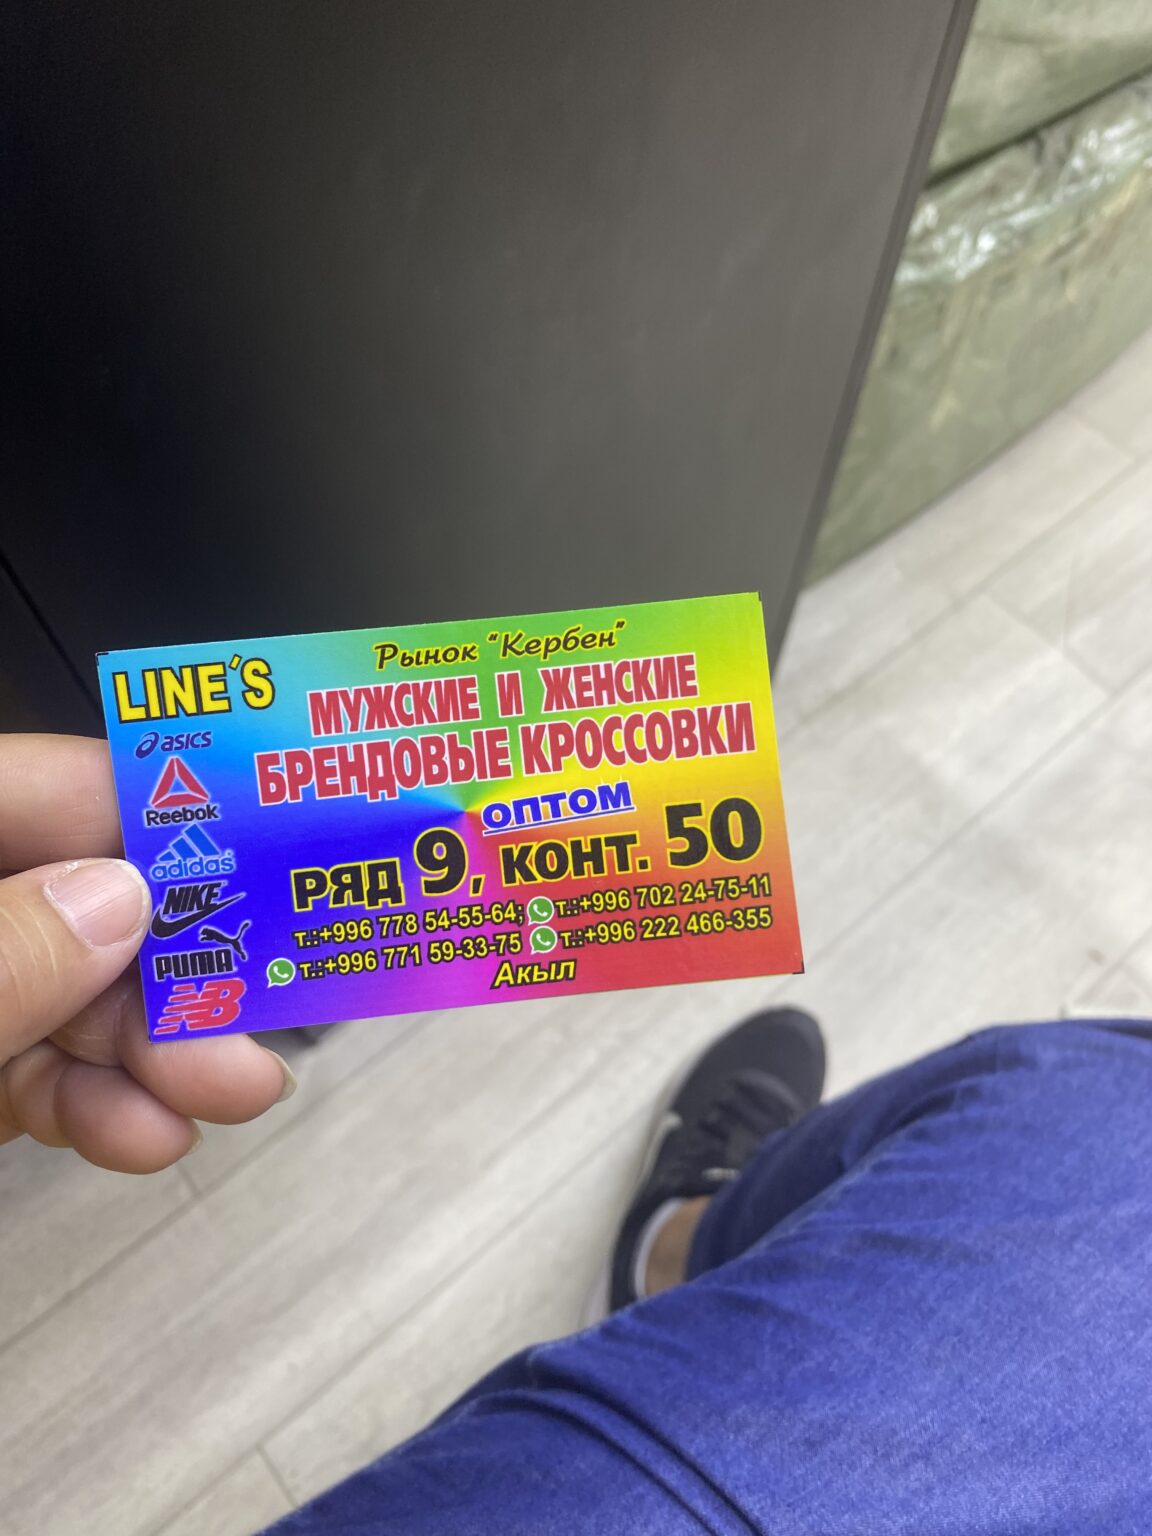 Рынок "Кербен"
LINE'S
МУЖСКИЕ И ЖЕНСКИЕ
БРЕНДОВЫЕ КРОССОВКИ
ОПТОМ
ряд 9, конт. 50
т.:+996 778 54-55-64; т.:+996 702 24-75-11
т.:+996 771 59-33-75 т.:+996 222 466-355
Акыл
asics
Reebok
adidas
NIKE
PUMA
NB